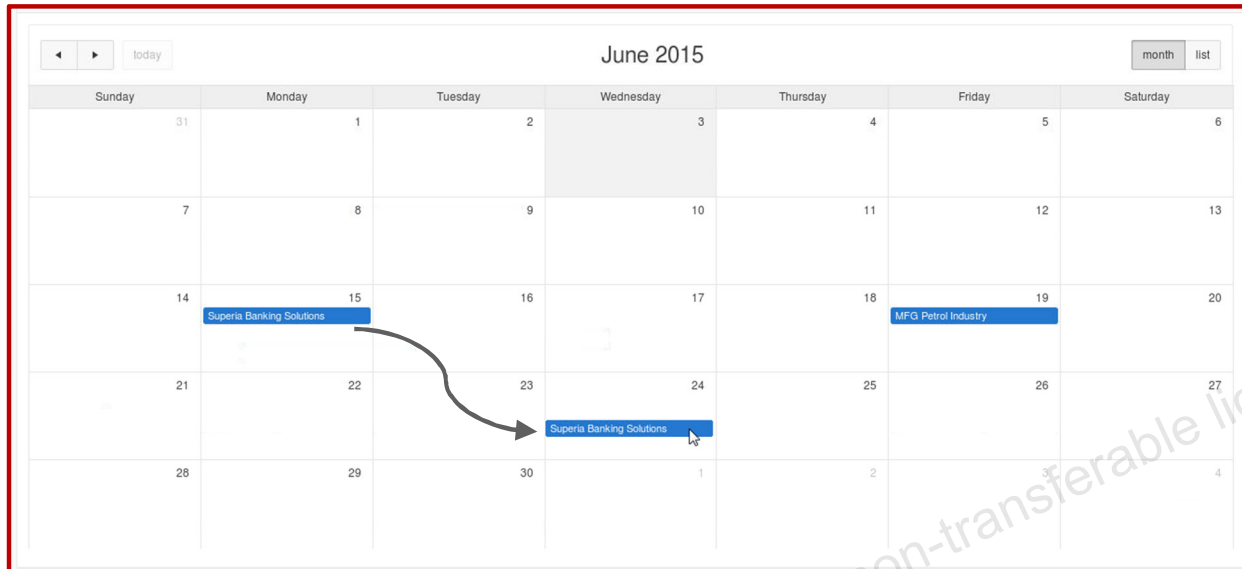 today June 2015 month list
Sunday Monday Tuesday Wednesday Thursday Friday Saturday
31 1 2 3 4 5 6
7 8 9 10 11 12 13
14 15 16 17 18 19 20
Superia Banking Solutions MFG Petrol Industry
21 22 23 24 25 26 27
Superia Banking Solutions
28 29 30 1 2 3 4
on-transferable lic